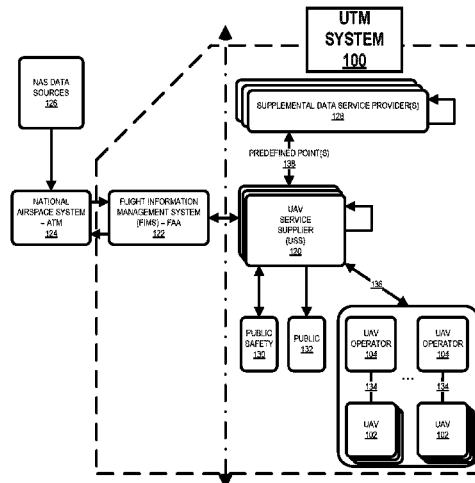 UTM
SYSTEM
100
NAS DATA
SOURCES
126
SUPPLEMENTAL DATA SERVICE PROVIDER(S)
128
PREDEFINED POINT(S)
138
NATIONAL
AIRSPACE SYSTEM
– ATM
124
FLIGHT INFORMATION
MANAGEMENT SYSTEM
(FIMS) – FAA
122
UAV
SERVICE
SUPPLIER
(USS)
120
136
PUBLIC
SAFETY
130
PUBLIC
132
UAV
OPERATOR
104
UAV
OPERATOR
104
...
134
134
UAV
102
UAV
102